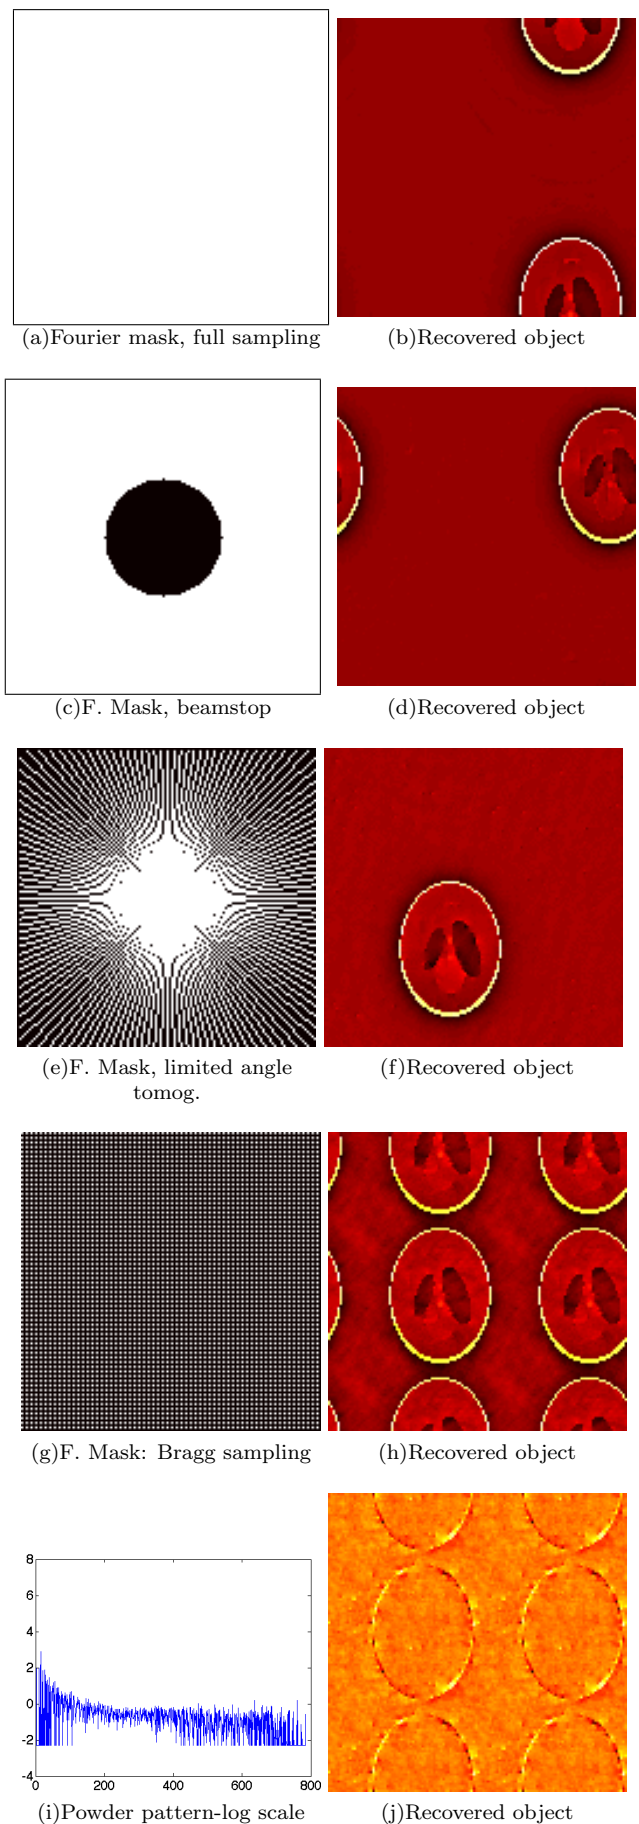 (a)Fourier mask, full sampling
(b)Recovered object
(c)F. Mask, beamstop
(d)Recovered object
(e)F. Mask, limited angle
tomog.
(f)Recovered object
(g)F. Mask: Bragg sampling
(h)Recovered object
8
6
4
2
0
-2
-4
0 200 400 600 800
(i)Powder pattern-log scale
(j)Recovered object